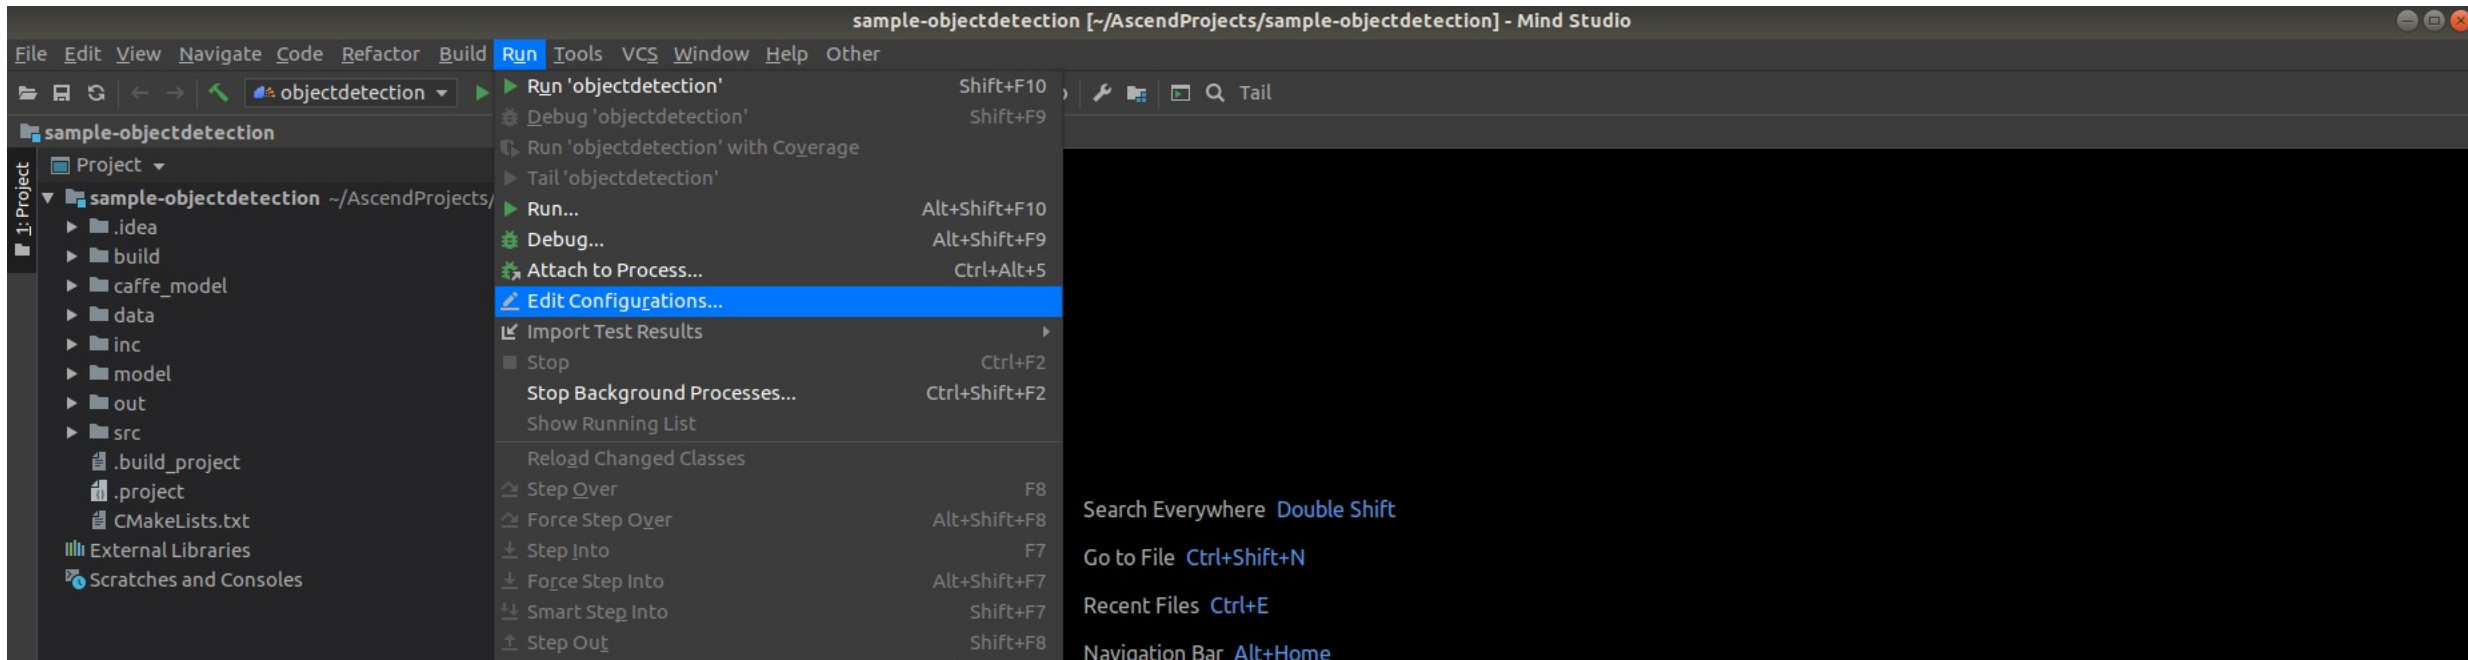 sample-objectdetection [~/AscendProjects/sample-objectdetection] - Mind Studio
File Edit View Navigate Code Refactor Build Run Tools VCS Window Help Other
objectdetection Tail
sample-objectdetection
1: Project
Project
sample-objectdetection ~/AscendProjects/
.idea
build
caffe_model
data
inc
model
out
src
.build_project
.project
CMakeLists.txt
External Libraries
Scratches and Consoles
Run 'objectdetection' Shift+F10
Debug 'objectdetection' Shift+F9
Run 'objectdetection' with Coverage
Tail 'objectdetection'
Run... Alt+Shift+F10
Debug... Alt+Shift+F9
Attach to Process... Ctrl+Alt+5
Edit Configurations...
Import Test Results
Stop Ctrl+F2
Stop Background Processes... Ctrl+Shift+F2
Show Running List
Reload Changed Classes
Step Over F8
Force Step Over Alt+Shift+F8
Step Into F7
Force Step Into Alt+Shift+F7
Smart Step Into Shift+F7
Step Out Shift+F8
Search Everywhere Double Shift
Go to File Ctrl+Shift+N
Recent Files Ctrl+E
Navigation Bar Alt+Home